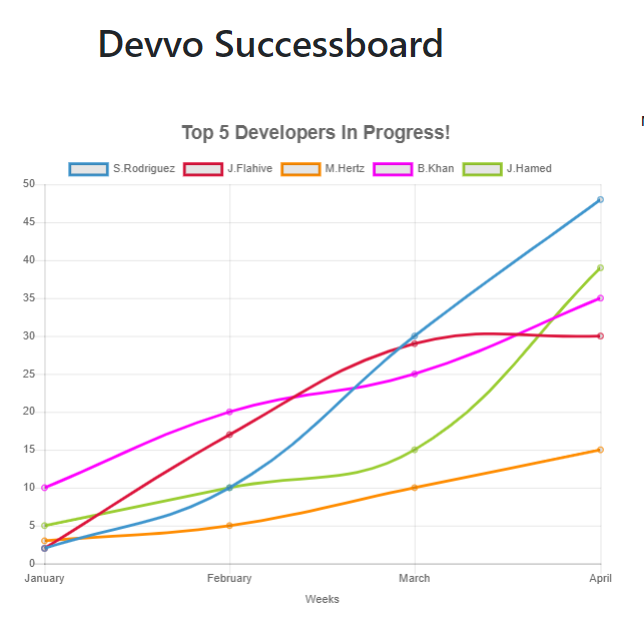 Devvo Successboard
Top 5 Developers In Progress!
S.Rodriguez J.Flahive M.Hertz B.Khan J.Hamed
50
45
40
35
30
25
20
15
10
5
0
January February March April
Weeks